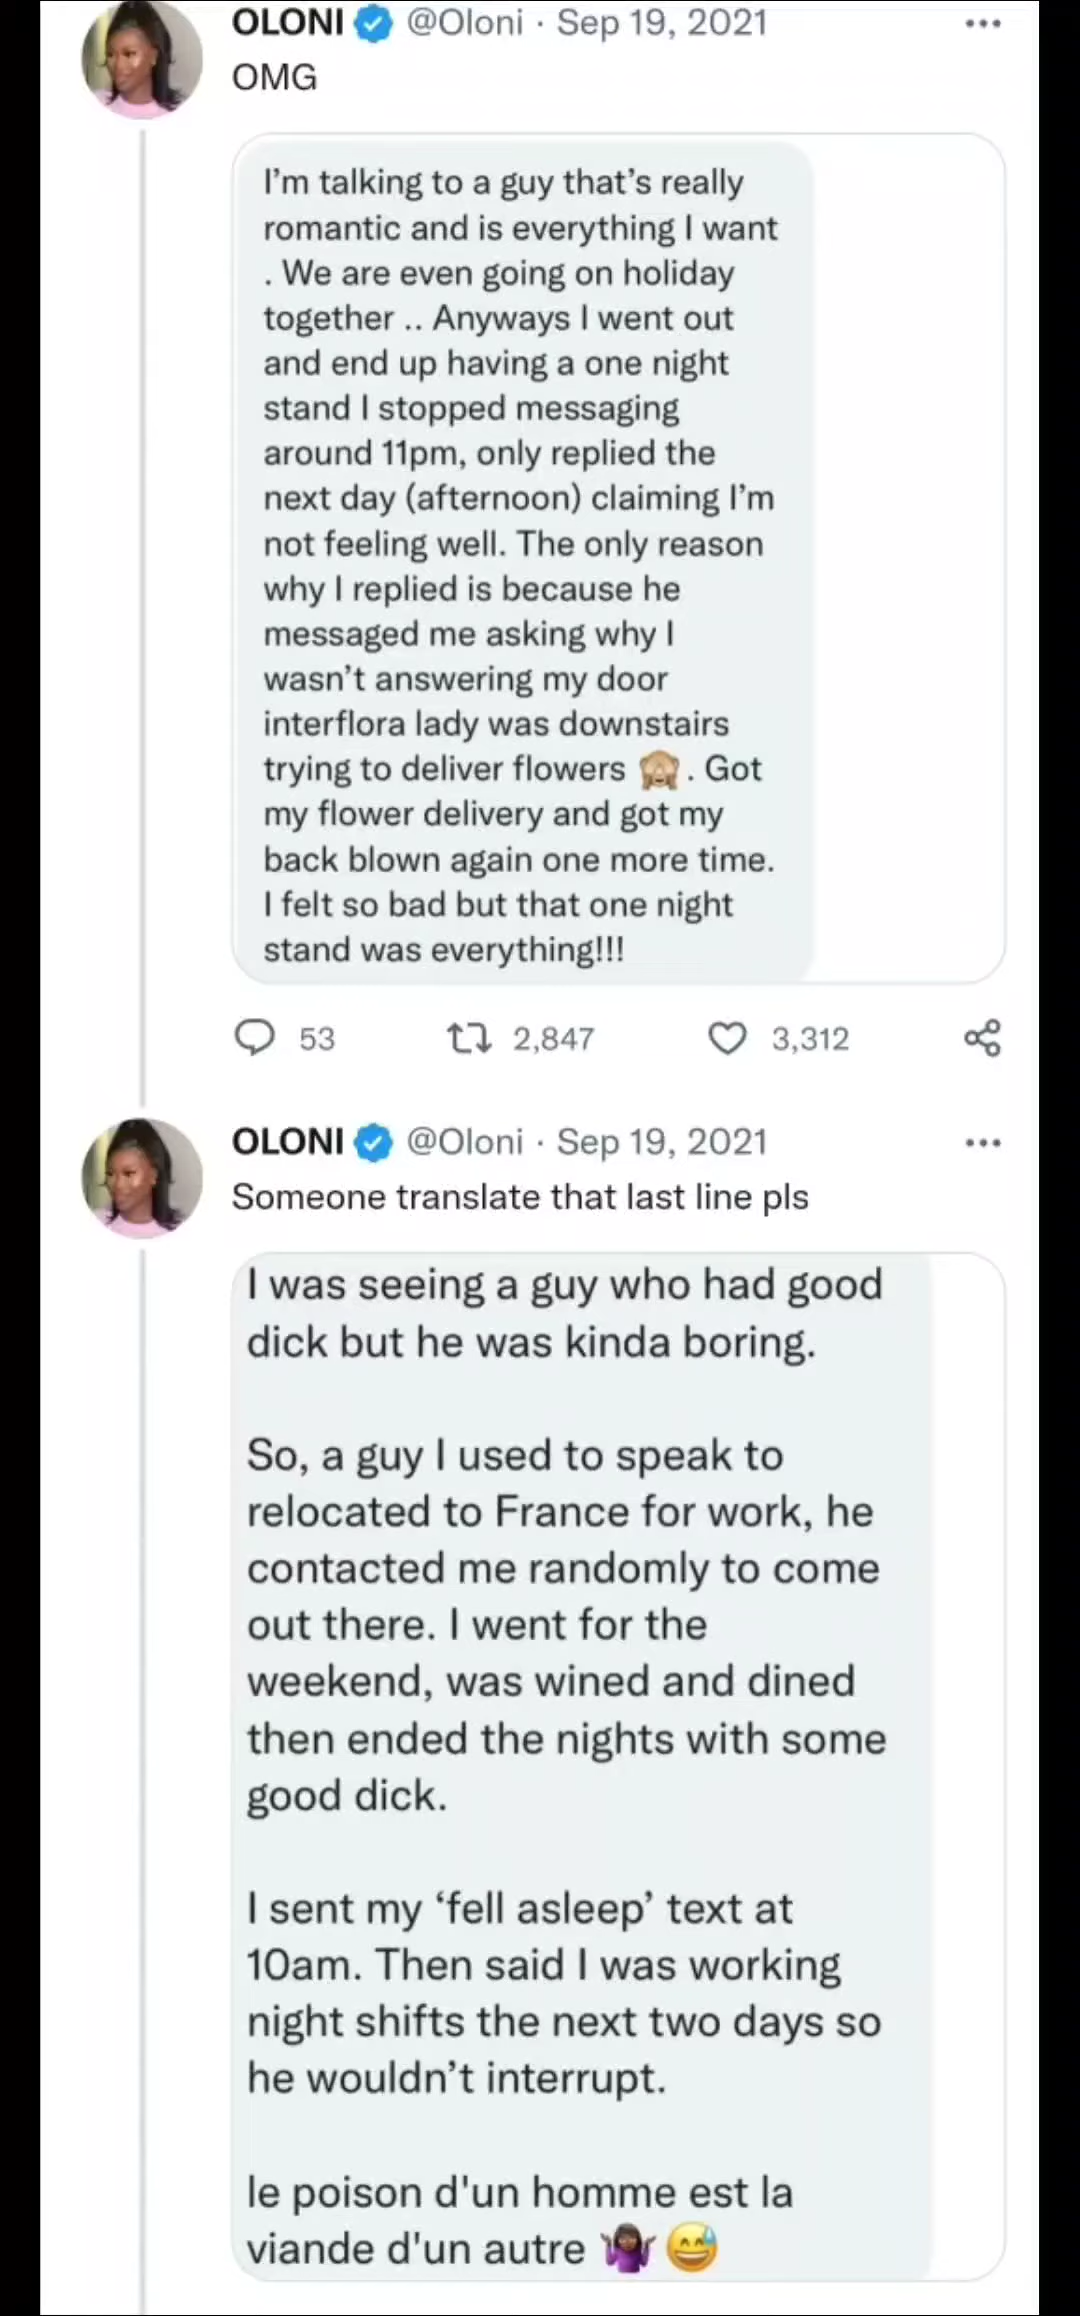 OLONI @Oloni · Sep 19, 2021
OMG
I'm talking to a guy that's really
romantic and is everything I want
. We are even going on holiday
together .. Anyways I went out
and end up having a one night
stand I stopped messaging
around 11pm, only replied the
next day (afternoon) claiming I'm
not feeling well. The only reason
why I replied is because he
messaged me asking why I
wasn't answering my door
interflora lady was downstairs
trying to deliver flowers 🙈. Got
my flower delivery and got my
back blown again one more time.
I felt so bad but that one night
stand was everything!!!
53 2,847 3,312
OLONI @Oloni · Sep 19, 2021
Someone translate that last line pls
I was seeing a guy who had good
dick but he was kinda boring.
So, a guy I used to speak to
relocated to France for work, he
contacted me randomly to come
out there. I went for the
weekend, was wined and dined
then ended the nights with some
good dick.
I sent my ‘fell asleep’ text at
10am. Then said I was working
night shifts the next two days so
he wouldn't interrupt.
le poison d'un homme est la
viande d'un autre 🤷🏾‍♀️ 😅